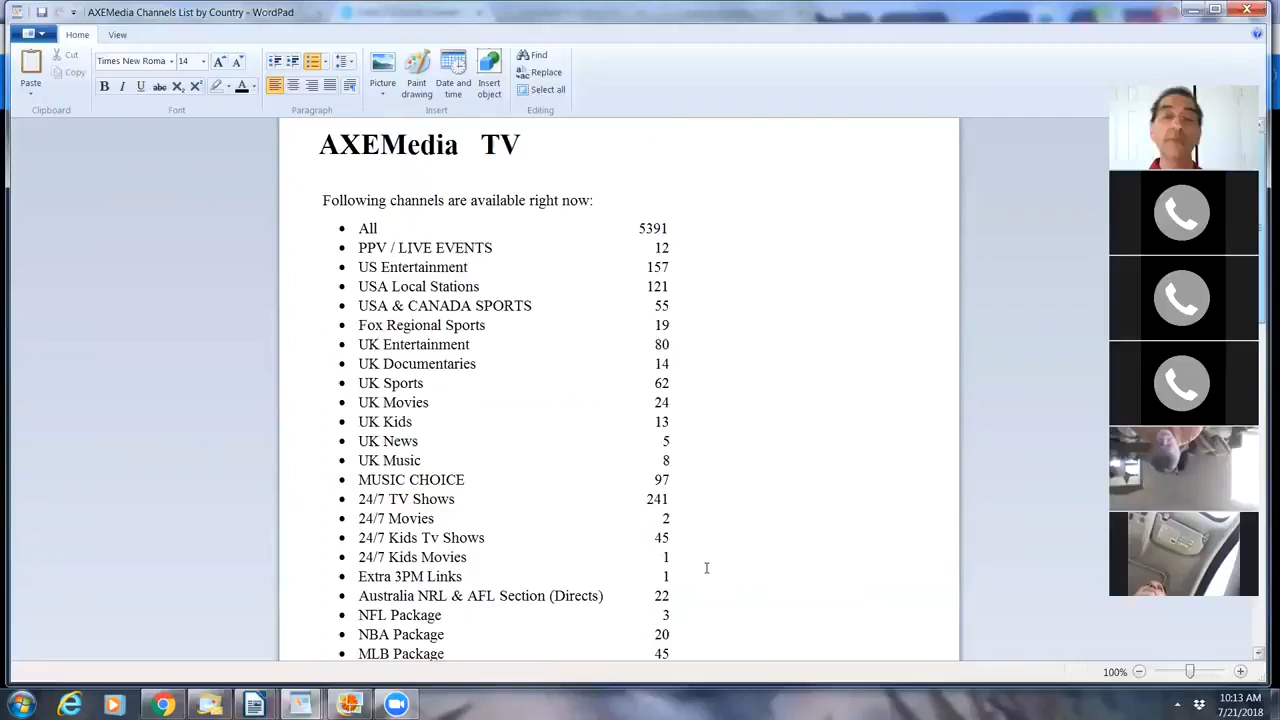 AXEMedia Channels List by Country - WordPad
Home View
Paste
Cut
Copy
Clipboard
Times New Roma 14
Font
Paragraph
Picture
Paint drawing
Date and time
Insert object
Insert
Find
Replace
Select all
Editing
AXEMedia TV
Following channels are available right now:
All 5391
PPV / LIVE EVENTS 12
US Entertainment 157
USA Local Stations 121
USA & CANADA SPORTS 55
Fox Regional Sports 19
UK Entertainment 80
UK Documentaries 14
UK Sports 62
UK Movies 24
UK Kids 13
UK News 5
UK Music 8
MUSIC CHOICE 97
24/7 TV Shows 241
24/7 Movies 2
24/7 Kids Tv Shows 45
24/7 Kids Movies 1
Extra 3PM Links 1
Australia NRL & AFL Section (Directs) 22
NFL Package 3
NBA Package 20
MLB Package 45
100%
10:13 AM
7/21/2018